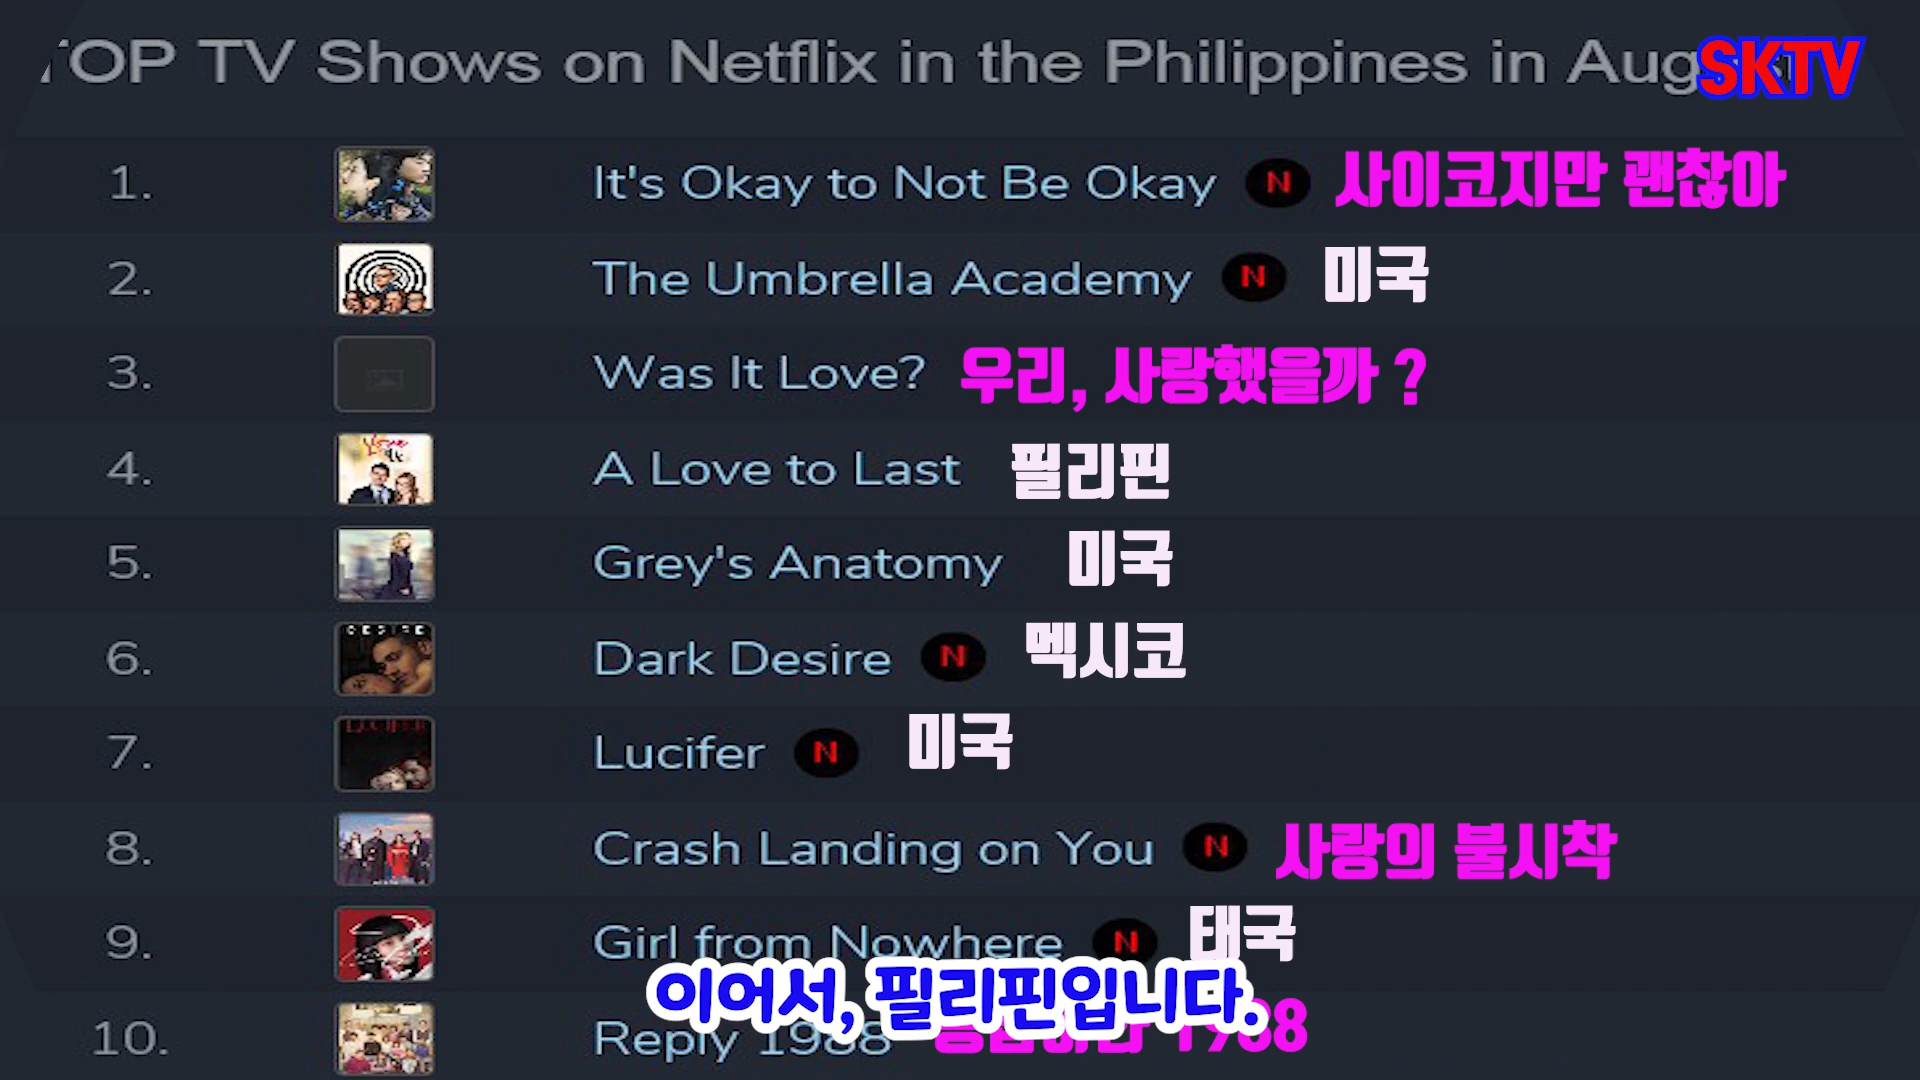 TOP TV Shows on Netflix in the Philippines in Aug
SKTV
1. It's Okay to Not Be Okay N 사이코지만 괜찮아
2. The Umbrella Academy N 미국
3. Was It Love? 우리, 사랑했을까 ?
4. A Love to Last 필리핀
5. Grey's Anatomy 미국
6. Dark Desire N 멕시코
7. Lucifer N 미국
8. Crash Landing on You N 사랑의 불시착
9. Girl from Nowhere N 태국
이어서, 필리핀입니다.
10. Reply 1988 1988